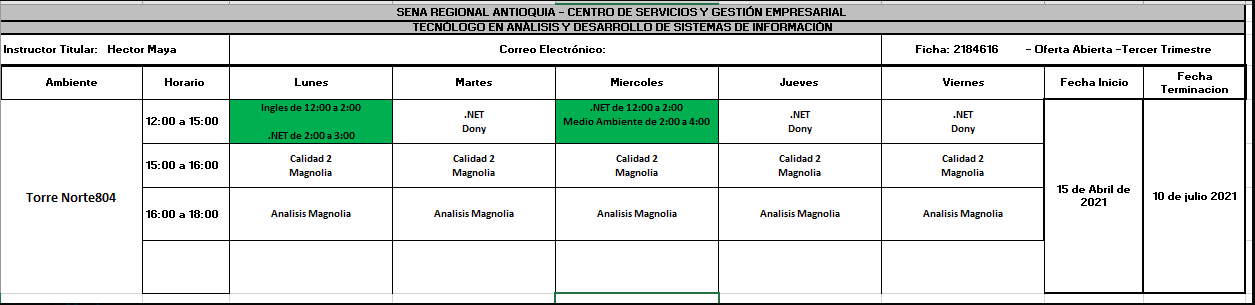 SENA REGIONAL ANTIOQUIA - CENTRO DE SERVICIOS Y GESTIÓN EMPRESARIAL
TECNÓLOGO EN ANÁLISIS Y DESARROLLO DE SISTEMAS DE INFORMACIÓN
Instructor Titular: Hector Maya Correo Electrónico: Ficha: 2184616 - Oferta Abierta -Tercer Trimestre
Ambiente Horario Lunes Martes Miercoles Jueves Viernes Fecha Inicio Fecha Terminacion
Torre Norte804
12:00 a 15:00
Ingles de 12:00 a 2:00
.NET de 2:00 a 3:00
.NET
Dony
.NET de 12:00 a 2:00
Medio Ambiente de 2:00 a 4:00
.NET
Dony
.NET
Dony
15:00 a 16:00
Calidad 2
Magnolia
Calidad 2
Magnolia
Calidad 2
Magnolia
Calidad 2
Magnolia
Calidad 2
Magnolia
16:00 a 18:00
Analisis Magnolia
Analisis Magnolia
Analisis Magnolia
Analisis Magnolia
Analisis Magnolia
15 de Abril de
2021
10 de julio 2021